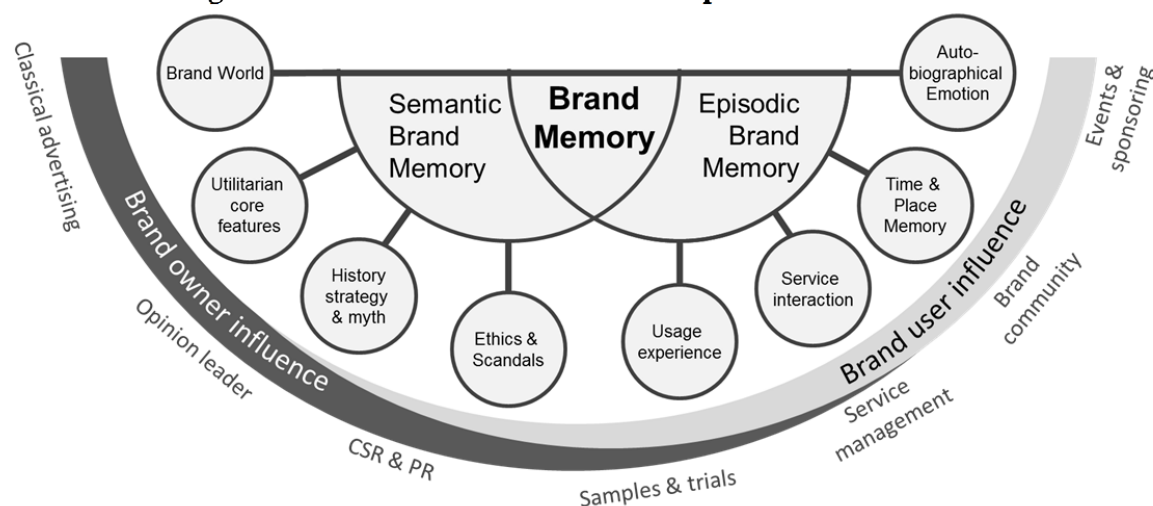 Brand World
Auto-
biographical
Emotion
Semantic
Brand
Memory
Brand
Memory
Episodic
Brand
Memory
Utilitarian
core
features
Time &
Place
Memory
History
strategy
& myth
Service
interaction
Ethics &
Scandals
Usage
experience
Brand owner influence
Brand user influence
Classical advertising
Opinion leader
CSR & PR
Samples & trials
Service
management
Brand
community
Events &
sponsoring